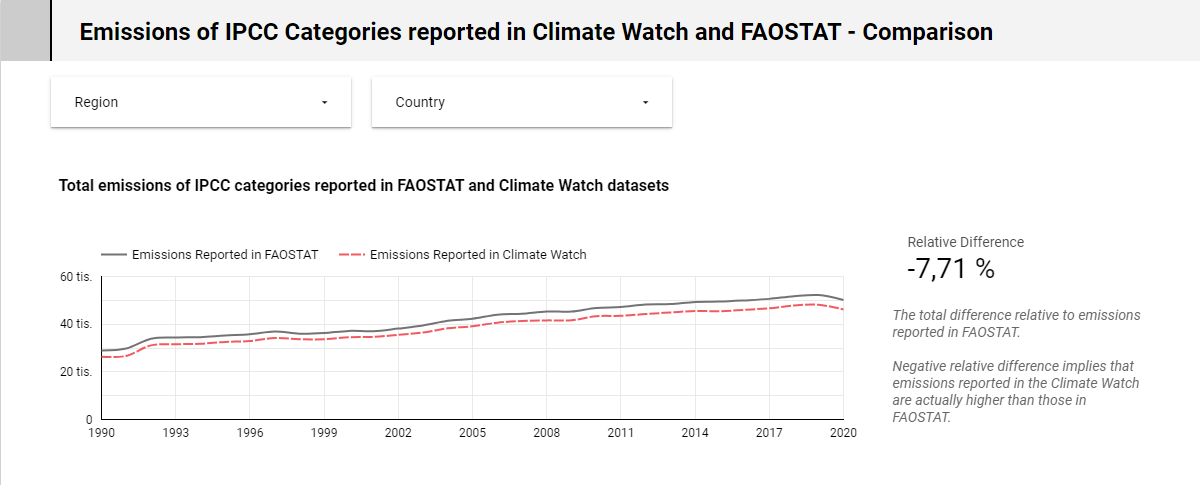 Emissions of IPCC Categories reported in Climate Watch and FAOSTAT - Comparison
Region
Country
Total emissions of IPCC categories reported in FAOSTAT and Climate Watch datasets
Emissions Reported in FAOSTAT
Emissions Reported in Climate Watch
60 tis.
40 tis.
20 tis.
0
1990 1993 1996 1999 2002 2005 2008 2011 2014 2017 2020
Relative Difference
-7,71 %
The total difference relative to emissions
reported in FAOSTAT.
Negative relative difference implies that
emissions reported in the Climate Watch
are actually higher than those in
FAOSTAT.